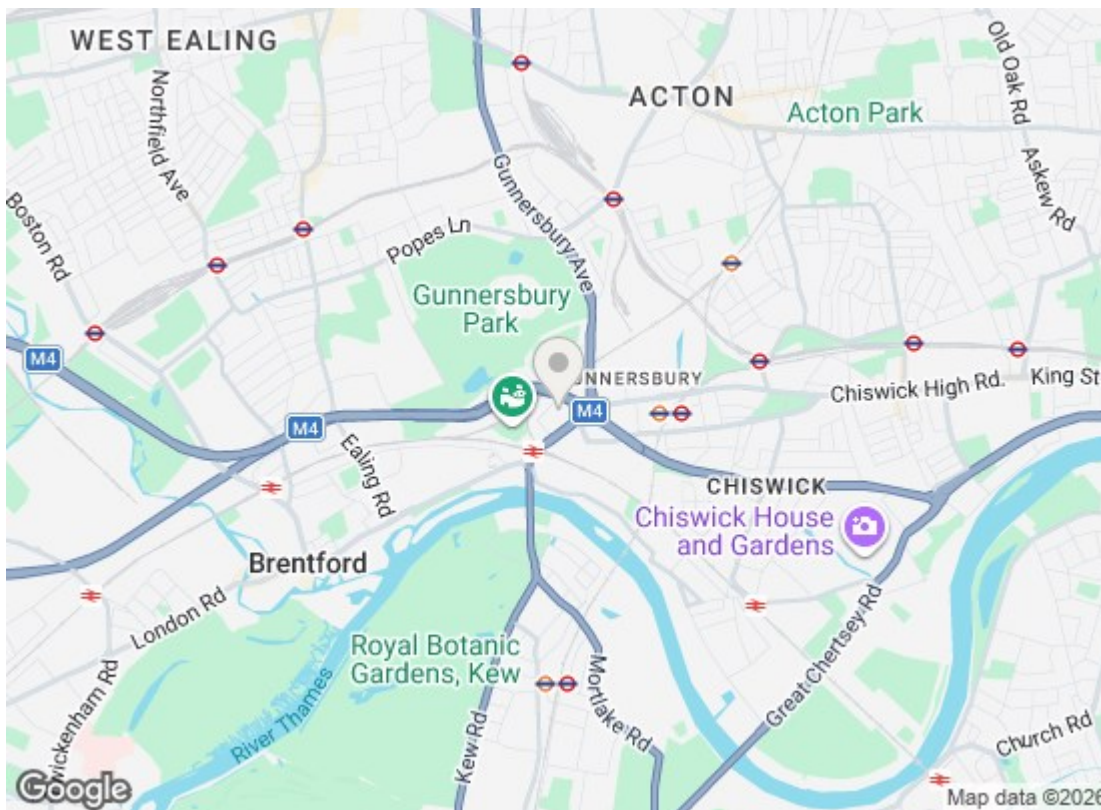 WEST EALING
ACTON
Acton Park
Old Oak Rd
Askew Rd
Northfield Ave
Boston Rd
Popes Ln
Gunnersbury Ave
Gunnersbury
Park
M4
UNNERSBURY
Chiswick High Rd.
King St
M4
M4
Ealing Rd
CHISWICK
Chiswick House
and Gardens
Brentford
London Rd
Royal Botanic
Gardens, Kew
River Thames
wickenham Rd
Kew Rd
Mortlake Rd
Great Chertsey Rd
Church Rd
Google
Map data ©2026